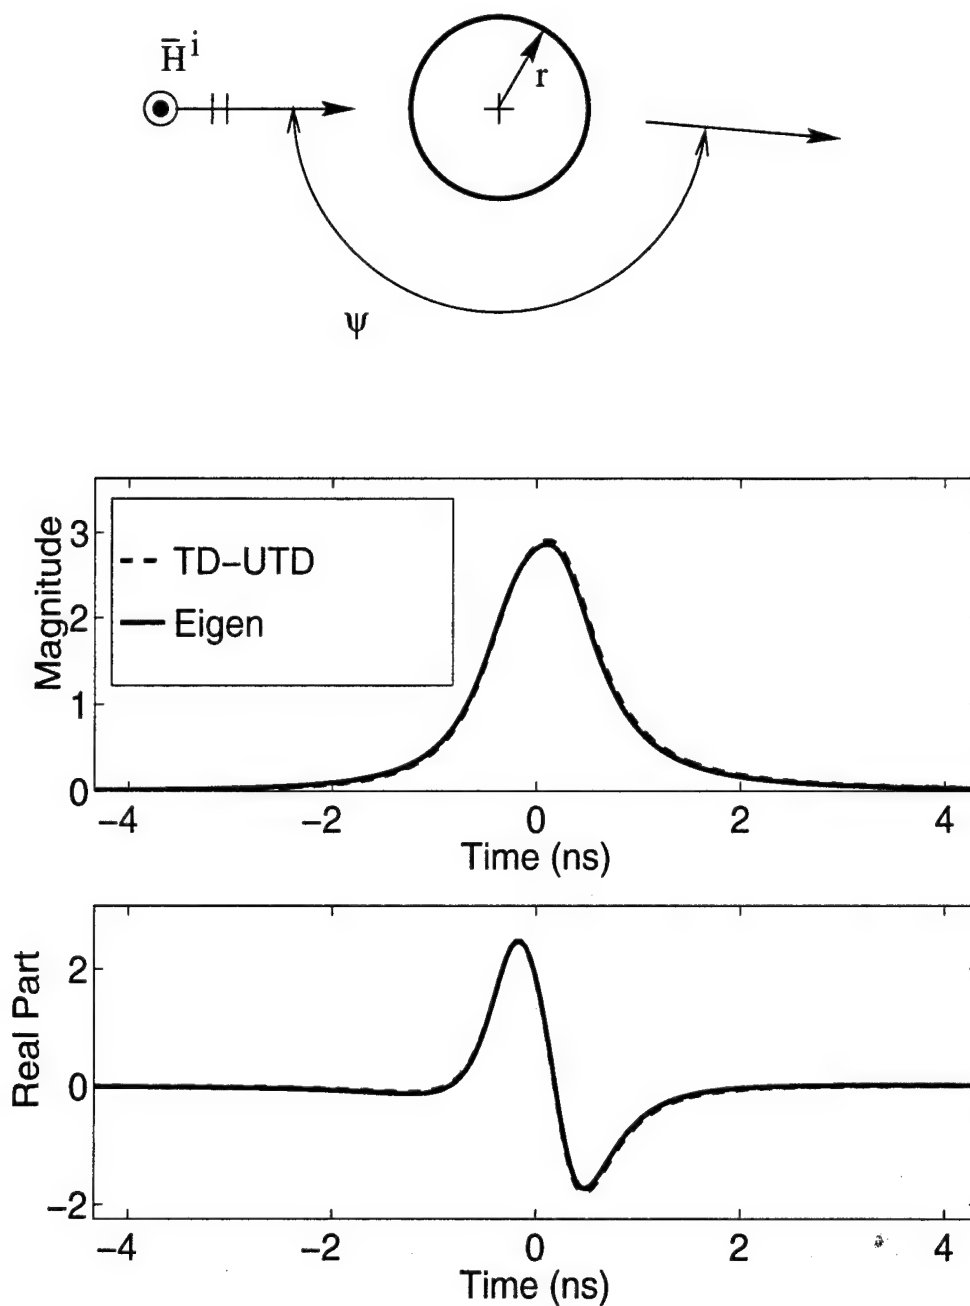 H̄ⁱ
r
ψ
Magnitude
3
2
1
0
TD–UTD
Eigen
−4 −2 0 2 4
Time (ns)
Real Part
2
0
−2
−4 −2 0 2 4
Time (ns)